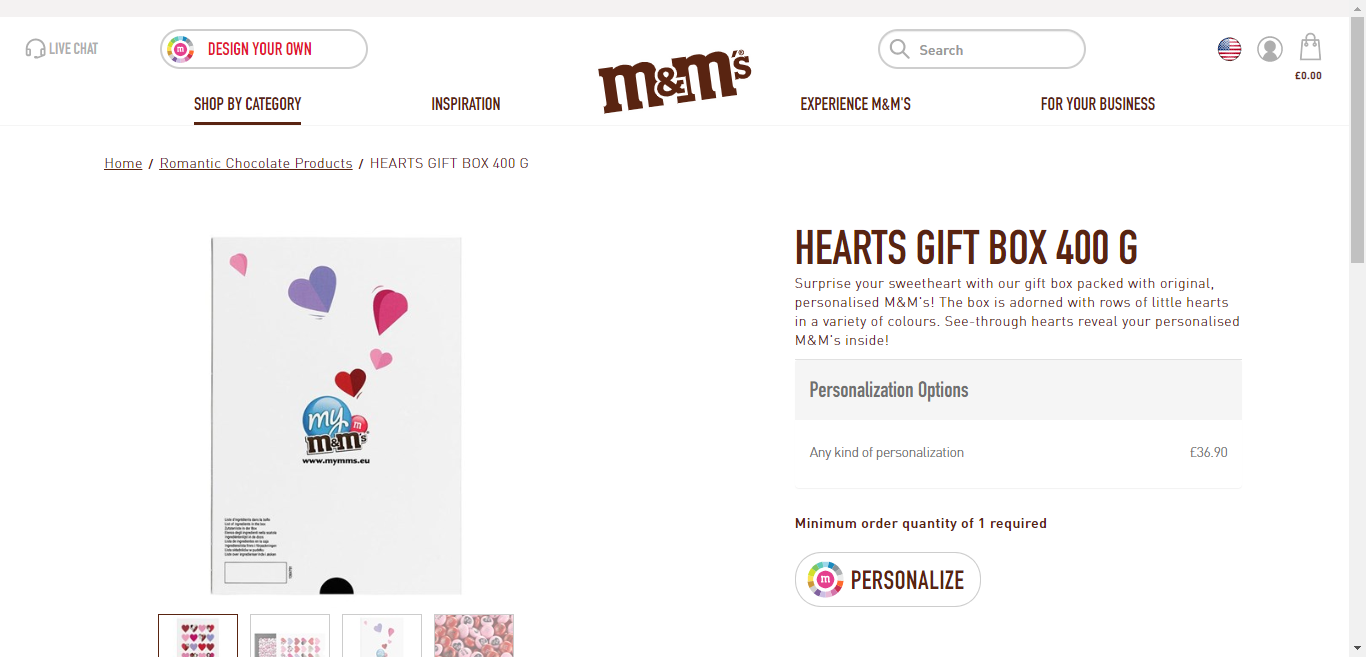 LIVE CHAT
DESIGN YOUR OWN
Search
£0.00
SHOP BY CATEGORY
INSPIRATION
m&m's
EXPERIENCE M&M'S
FOR YOUR BUSINESS
Home / Romantic Chocolate Products / HEARTS GIFT BOX 400 G
my
m&m's
www.mymms.eu
HEARTS GIFT BOX 400 G
Surprise your sweetheart with our gift box packed with original,
personalised M&M's! The box is adorned with rows of little hearts
in a variety of colours. See-through hearts reveal your personalised
M&M's inside!
Personalization Options
Any kind of personalization £36.90
Minimum order quantity of 1 required
m PERSONALIZE